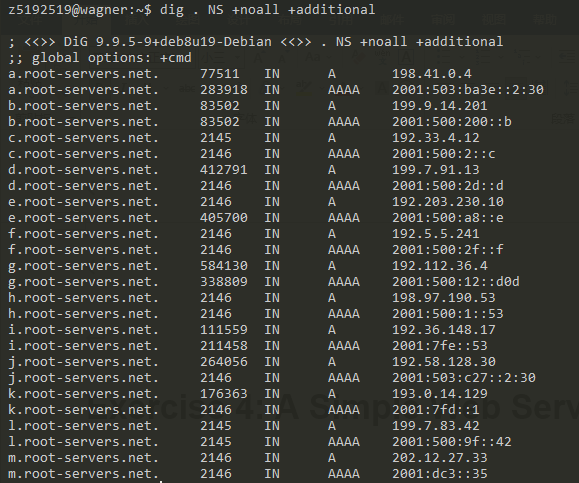 z5192519@wagner:~$ dig . NS +noall +additional

; <<>> DiG 9.9.5-9+deb8u19-Debian <<>> . NS +noall +additional
;; global options: +cmd
a.root-servers.net. 77511 IN A 198.41.0.4
a.root-servers.net. 283918 IN AAAA 2001:503:ba3e::2:30
b.root-servers.net. 83502 IN A 199.9.14.201
b.root-servers.net. 83502 IN AAAA 2001:500:200::b
c.root-servers.net. 2145 IN A 192.33.4.12
c.root-servers.net. 2146 IN AAAA 2001:500:2::c
d.root-servers.net. 412791 IN A 199.7.91.13
d.root-servers.net. 2146 IN AAAA 2001:500:2d::d
e.root-servers.net. 2146 IN A 192.203.230.10
e.root-servers.net. 405700 IN AAAA 2001:500:a8::e
f.root-servers.net. 2146 IN A 192.5.5.241
f.root-servers.net. 2146 IN AAAA 2001:500:2f::f
g.root-servers.net. 584130 IN A 192.112.36.4
g.root-servers.net. 338809 IN AAAA 2001:500:12::d0d
h.root-servers.net. 2146 IN A 198.97.190.53
h.root-servers.net. 2146 IN AAAA 2001:500:1::53
i.root-servers.net. 111559 IN A 192.36.148.17
i.root-servers.net. 211458 IN AAAA 2001:7fe::53
j.root-servers.net. 264056 IN A 192.58.128.30
j.root-servers.net. 2146 IN AAAA 2001:503:c27::2:30
k.root-servers.net. 176363 IN A 193.0.14.129
k.root-servers.net. 2146 IN AAAA 2001:7fd::1
l.root-servers.net. 2145 IN A 199.7.83.42
l.root-servers.net. 2145 IN AAAA 2001:500:9f::42
m.root-servers.net. 2146 IN A 202.12.27.33
m.root-servers.net. 2146 IN AAAA 2001:dc3::35